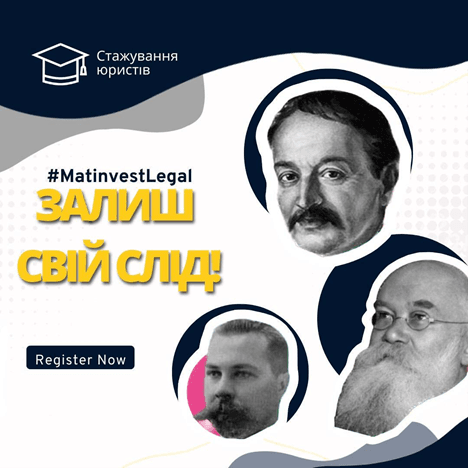 Стажування
юристів
#MatinvestLegal
ЗАЛИШ
СВІЙ СЛІД!
Register Now